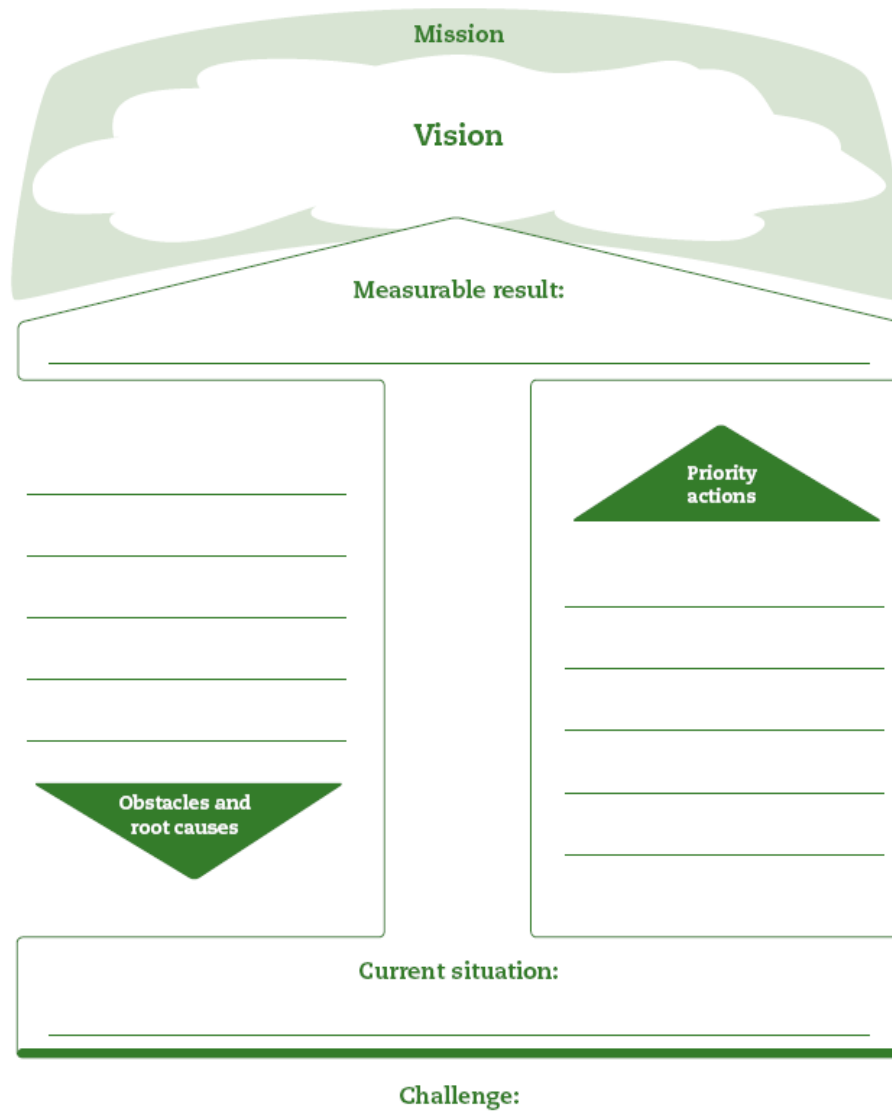 Mission
Vision
Measurable result:
Priority
actions
Obstacles and
root causes
Current situation:
Challenge: